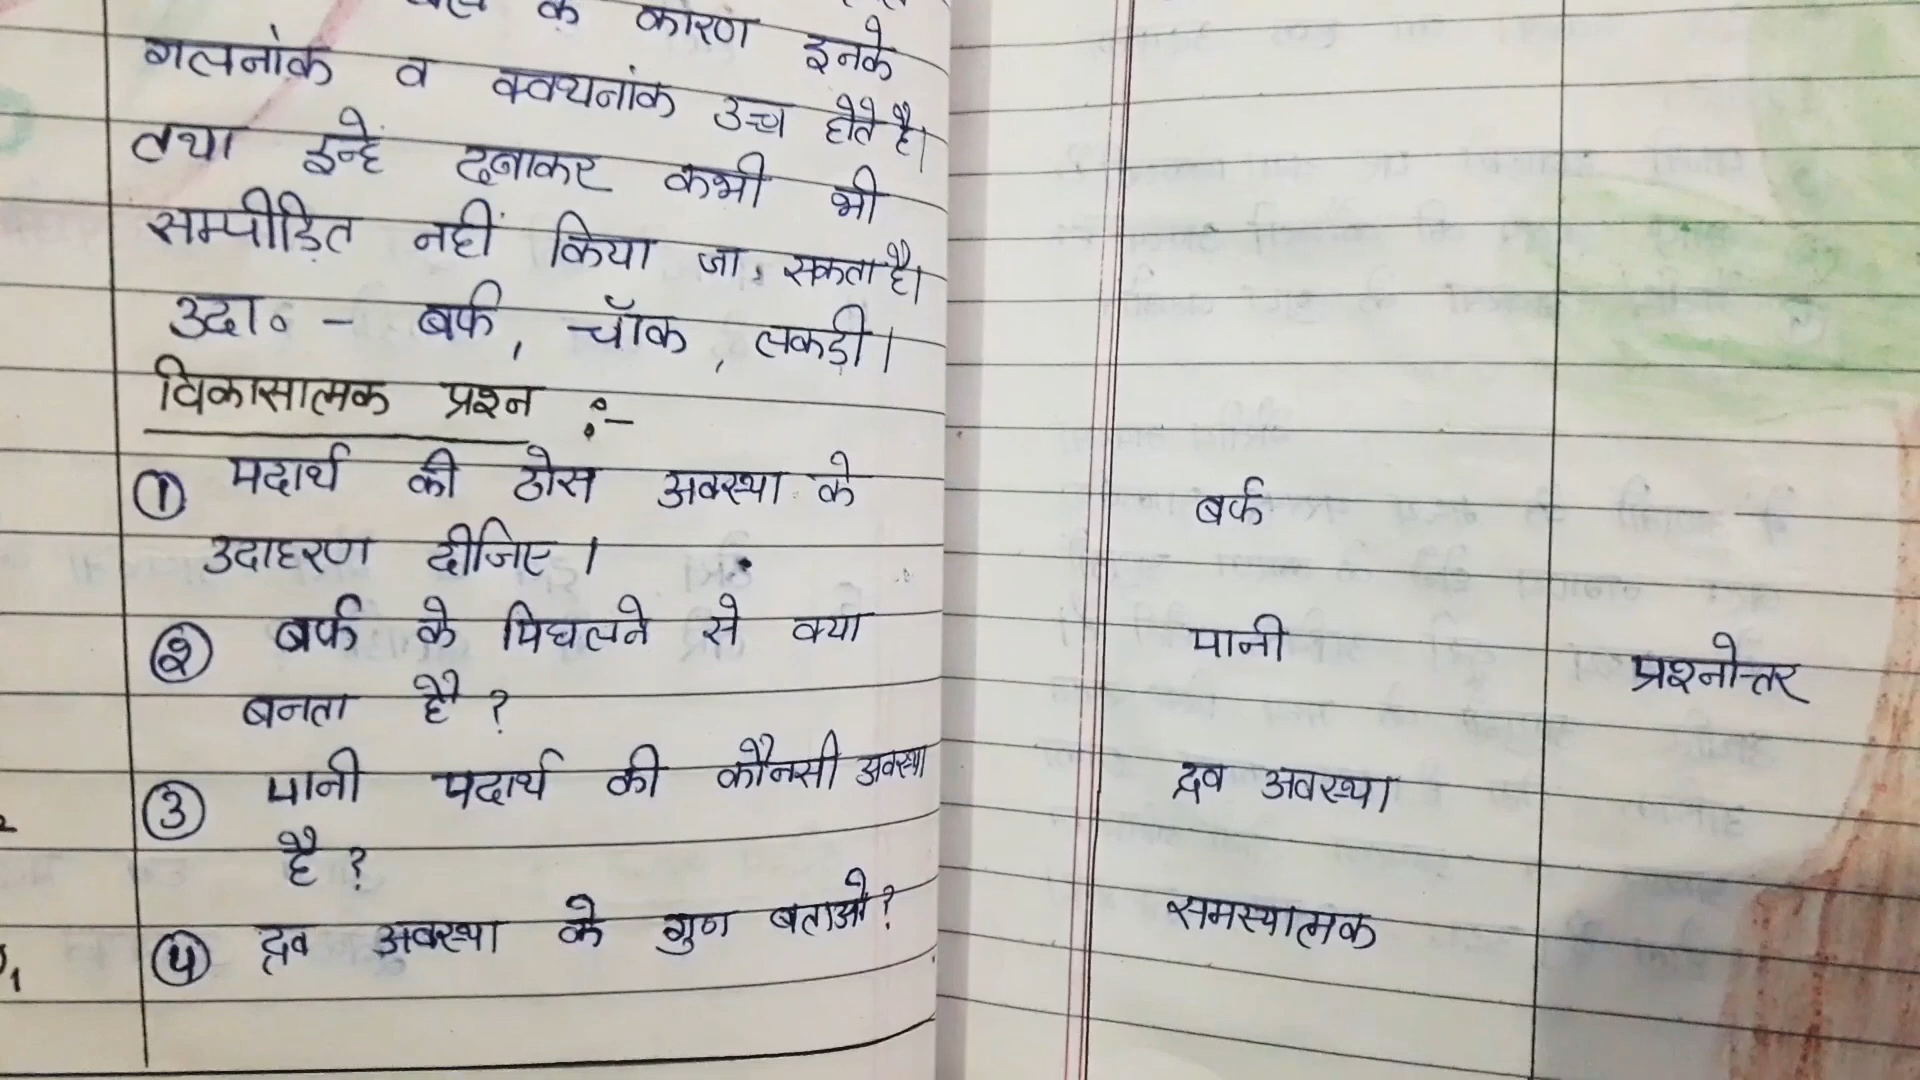 के कारण इनके
गलनांक व क्वथनांक उच्च होते है।
तथा इन्हें दबाकर कभी भी
सम्पीड़ित नहीं किया जा सकता है।
उदा० - बर्फ, चॉक, लकड़ी।
विकासात्मक प्रश्न :-
① पदार्थ की ठोस अवस्था के
उदाहरण दीजिए।
② बर्फ के पिघलने से क्या
बनता है ?
③ पानी पदार्थ की कौनसी अवस्था
है ?
④ द्रव अवस्था के गुण बताओ ?
बर्फ
पानी
प्रश्नोत्तर
द्रव अवस्था
समस्यात्मक